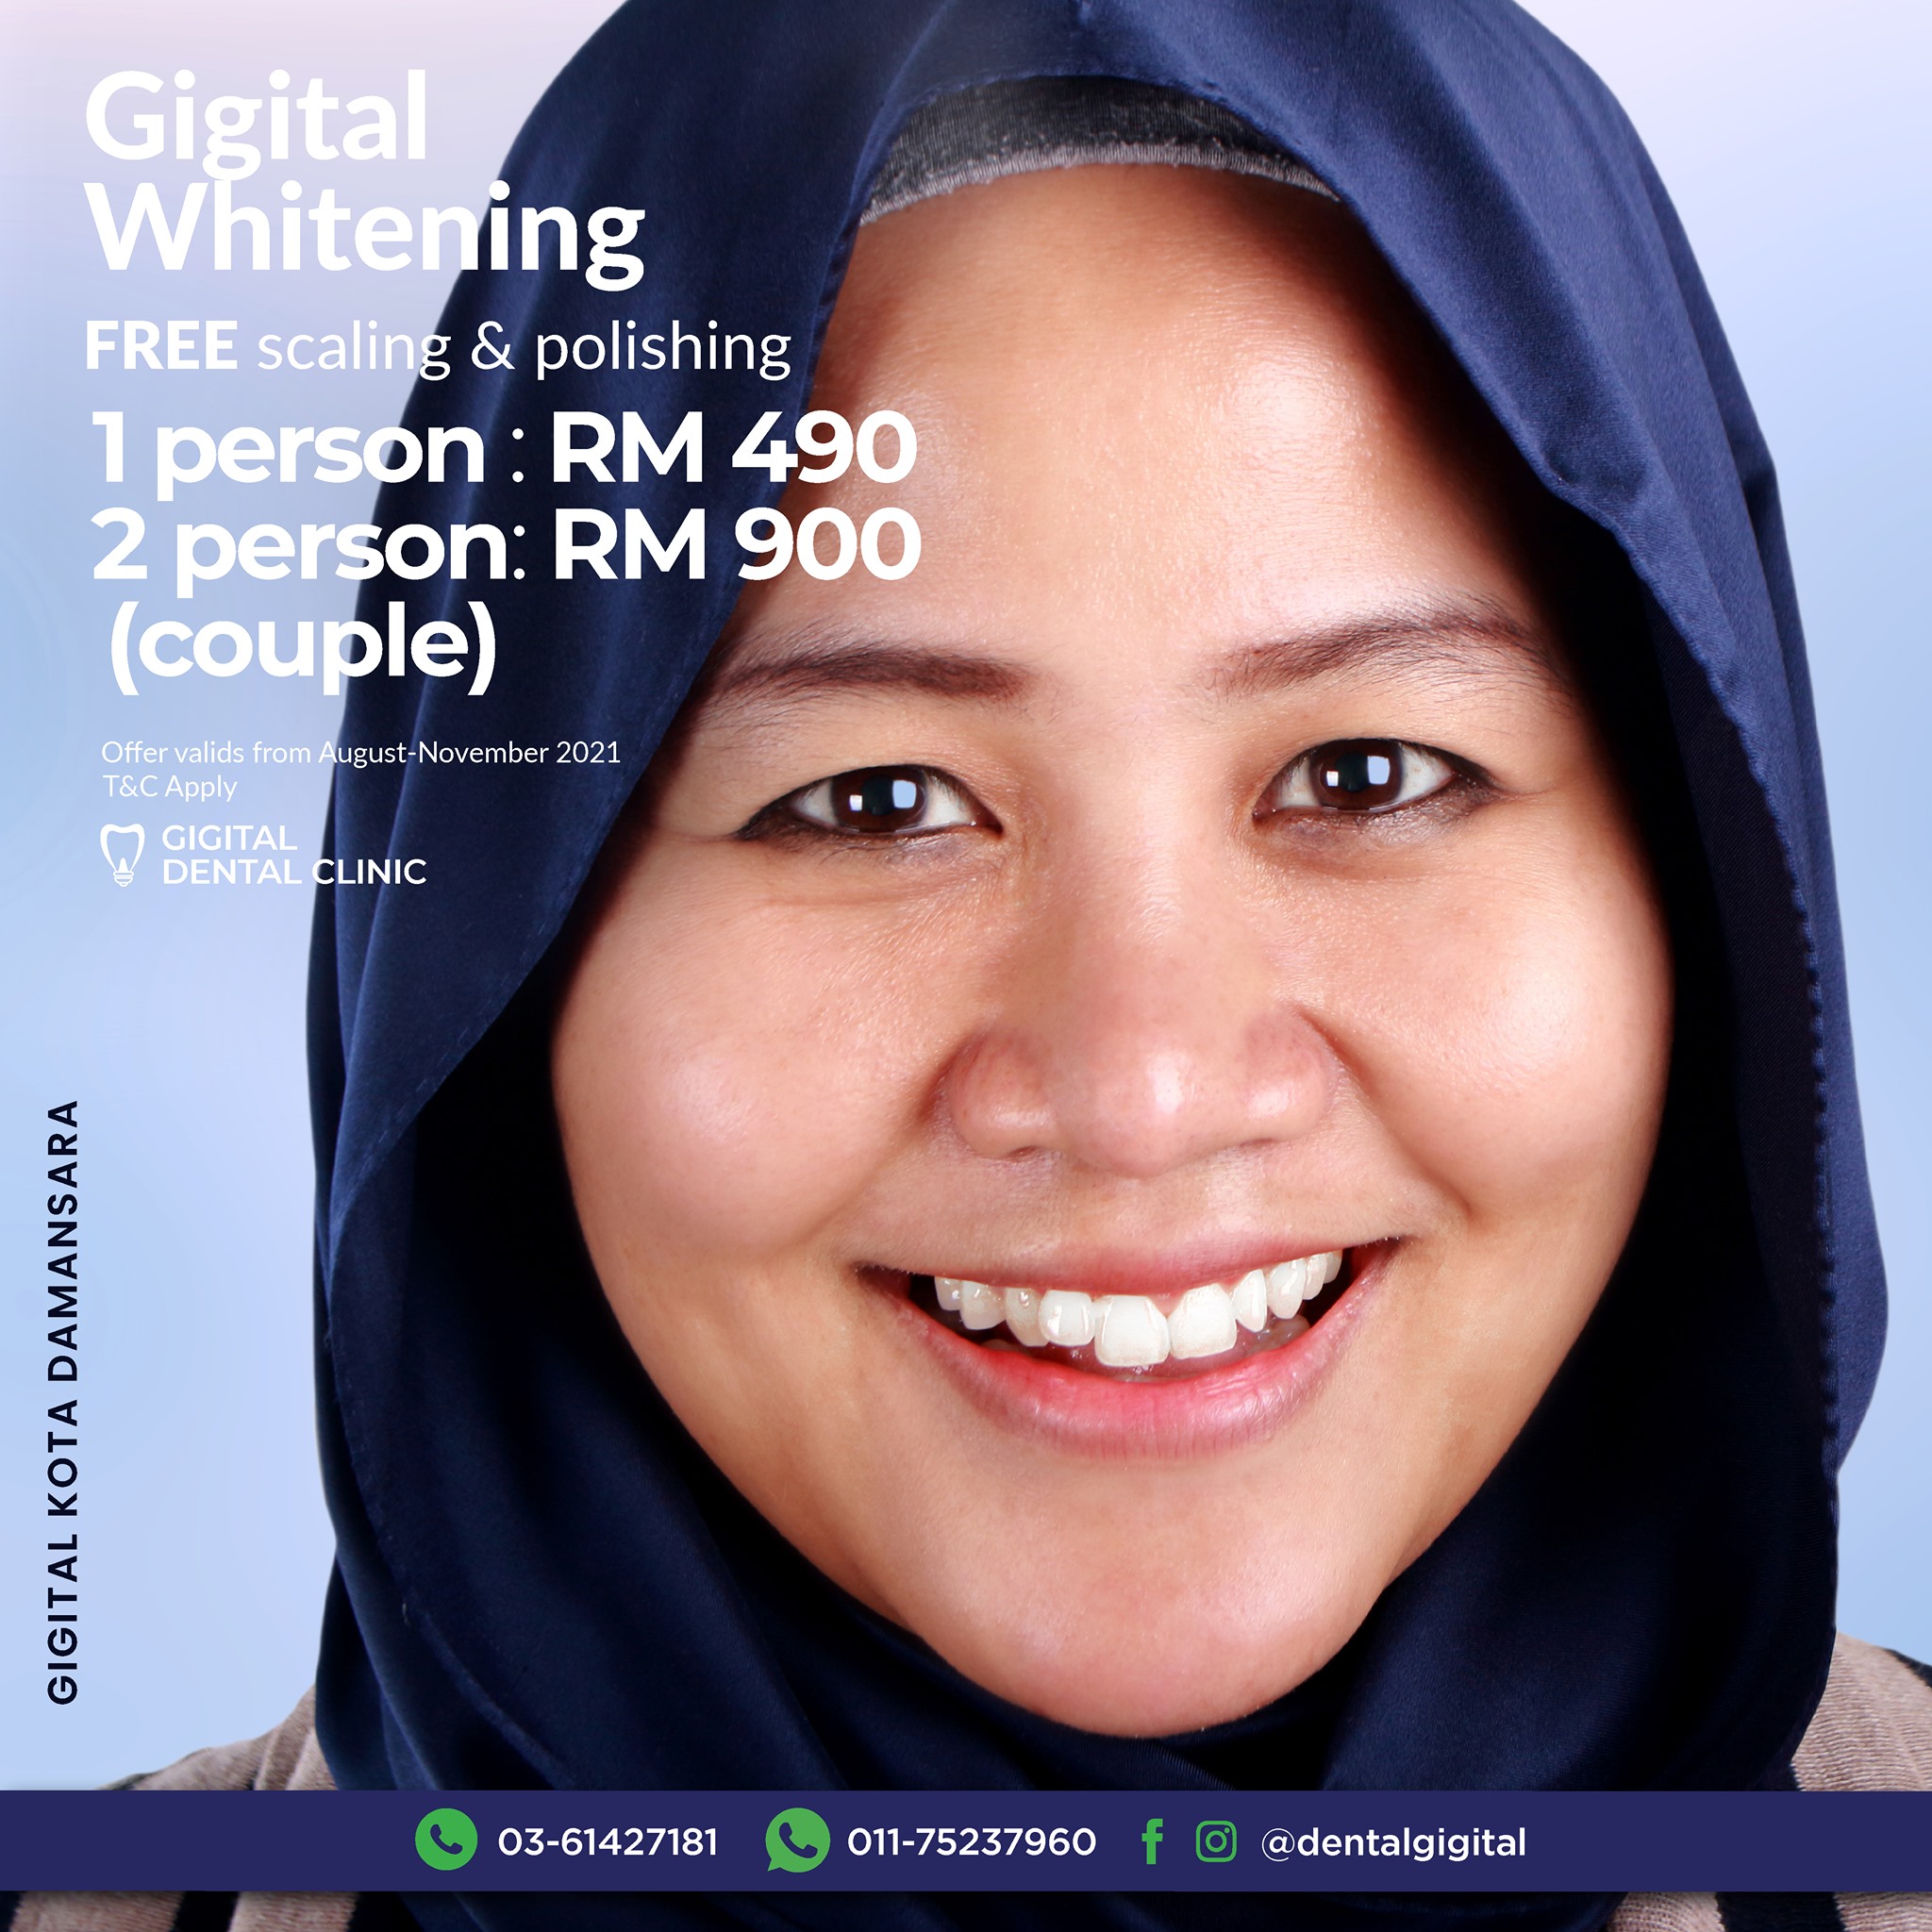 Gigital
Whitening
FREE scaling & polishing
1 person : RM 490
2 person: RM 900
(couple)
Offer valids from August-November 2021
T&C Apply
GIGITAL
DENTAL CLINIC
GIGITAL KOTA DAMANSARA
03-61427181
011-75237960
@dentalgigital